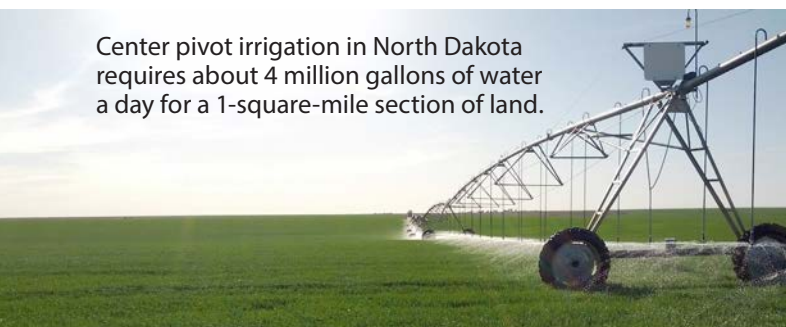 Center pivot irrigation in North Dakota
requires about 4 million gallons of water
a day for a 1-square-mile section of land.